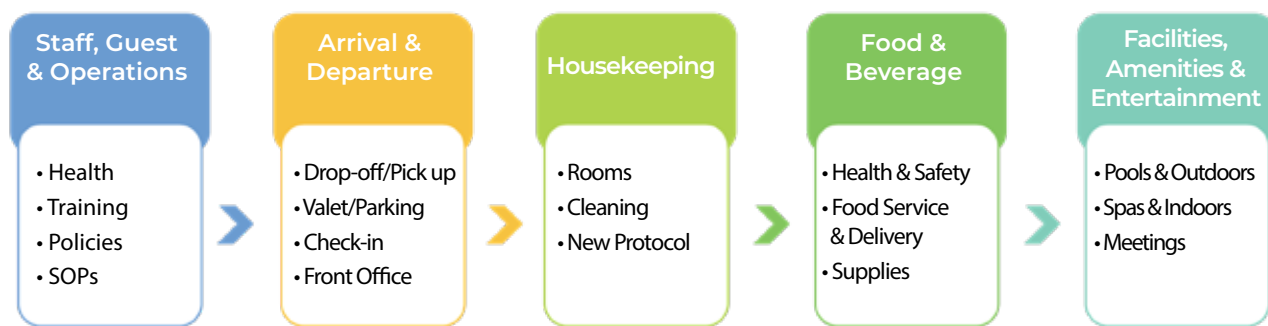 Staff, Guest
& Operations
• Health
• Training
• Policies
• SOPs
Arrival &
Departure
• Drop-off/Pick up
• Valet/Parking
• Check-in
• Front Office
Housekeeping
• Rooms
• Cleaning
• New Protocol
Food &
Beverage
• Health & Safety
• Food Service
& Delivery
• Supplies
Facilities,
Amenities &
Entertainment
• Pools & Outdoors
• Spas & Indoors
• Meetings